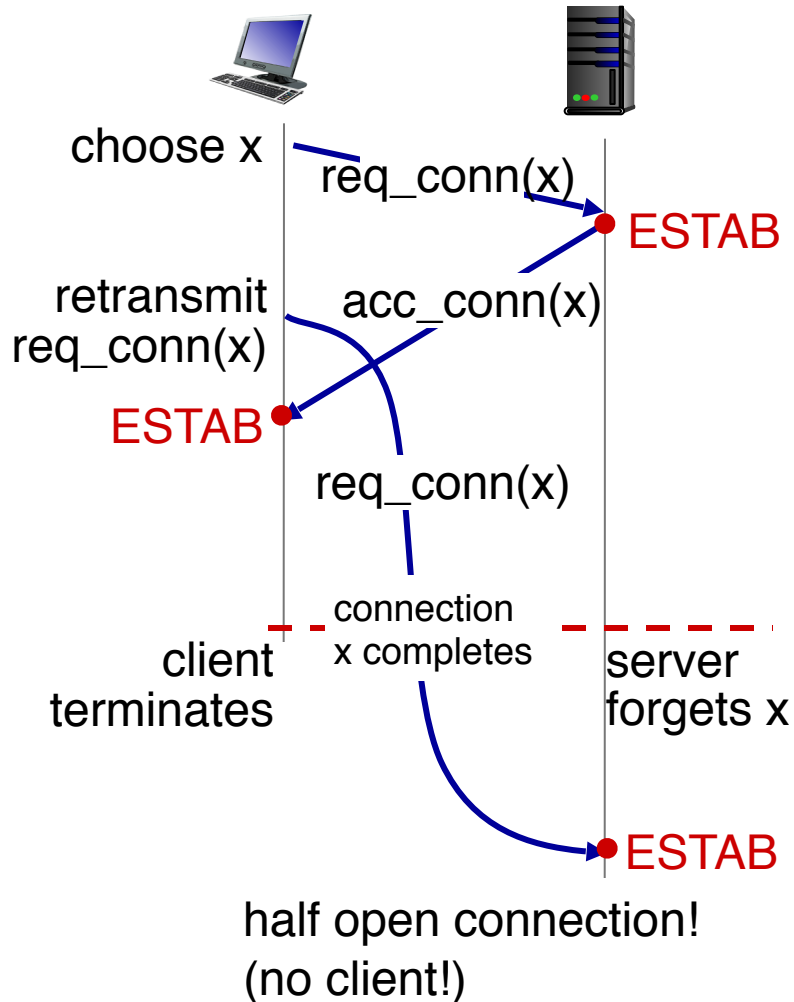 choose x
req_conn(x)
ESTAB
retransmit
req_conn(x)
acc_conn(x)
ESTAB
req_conn(x)
connection
x completes
client
terminates
server
forgets x
ESTAB
half open connection!
(no client!)